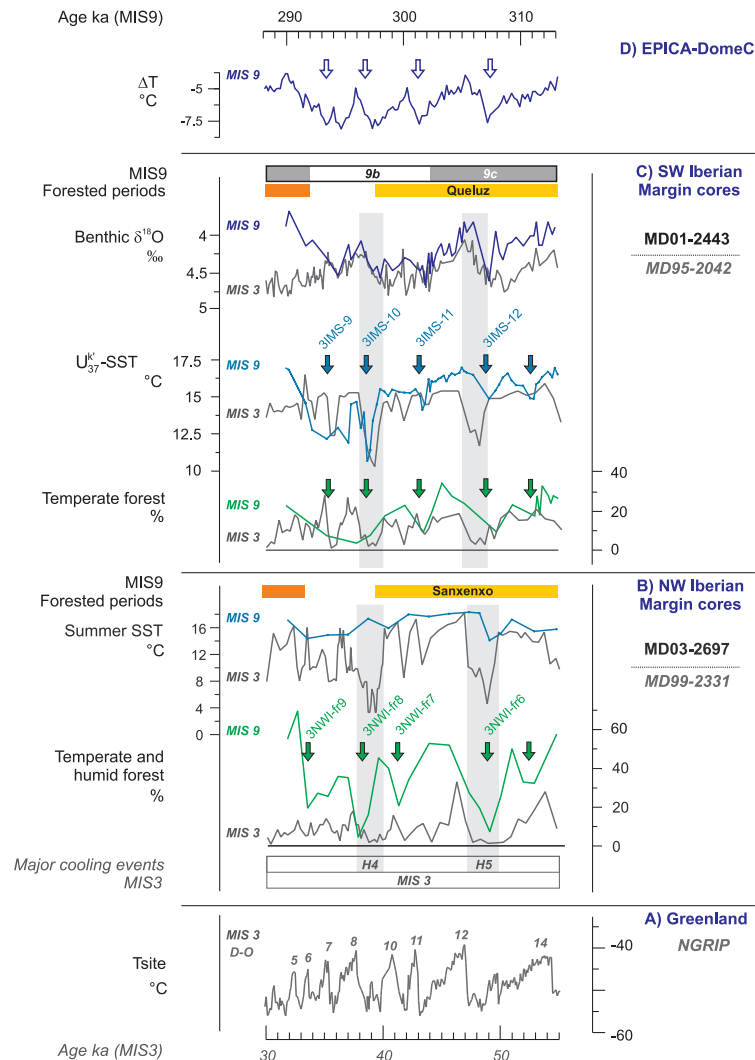 Age ka (MIS9)
290 300 310
D) EPICA-DomeC
MIS 9
ΔT
°C
-5
-7.5
MIS9
Forested periods
9b 9c
Queluz
C) SW Iberian
Margin cores
MD01-2443
MD95-2042
Benthic δ18O
‰
MIS 9
MIS 3
4
4.5
5
3IMS-9 3IMS-10 3IMS-11 3IMS-12
Uk'37-SST
°C
17.5
15
12.5
10
MIS 9
MIS 3
Temperate forest
%
MIS 9
MIS 3
40
20
0
MIS9
Forested periods
Sanxenxo
B) NW Iberian
Margin cores
MD03-2697
MD99-2331
Summer SST
°C
MIS 9
MIS 3
16
12
8
4
0
3NWI-fr9 3NWI-fr8 3NWI-fr7 3NWI-fr6
Temperate and
humid forest
%
MIS 9
MIS 3
60
40
20
0
Major cooling events
MIS3
H4 H5
MIS 3
A) Greenland
NGRIP
MIS 3
D-O
5 6 7 8 10 11 12 14
Tsite
°C
-40
-60
Age ka (MIS3)
30 40 50